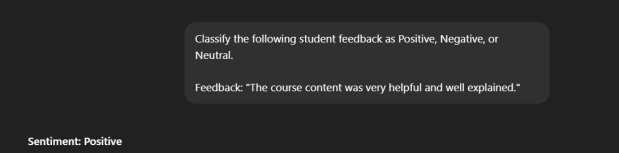 Classify the following student feedback as Positive, Negative, or
Neutral.
Feedback: "The course content was very helpful and well explained."
Sentiment: Positive